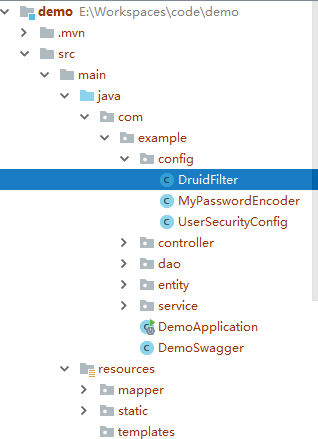 demo E:\Workspaces\code\demo
.mvn
src
main
java
com
example
config
DruidFilter
MyPasswordEncoder
UserSecurityConfig
controller
dao
entity
service
DemoApplication
DemoSwagger
resources
mapper
static
templates